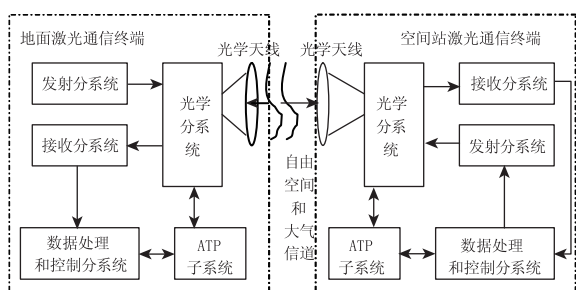 地面激光通信终端
发射分系统
接收分系统
光学
分系
统
光学天线
数据处理
和控制分系统
ATP
子系统
自由
空间
和
大气
信道
空间站激光通信终端
光学天线
光学
分系
统
接收分系统
发射分系统
ATP
子系统
数据处理
和控制分系统